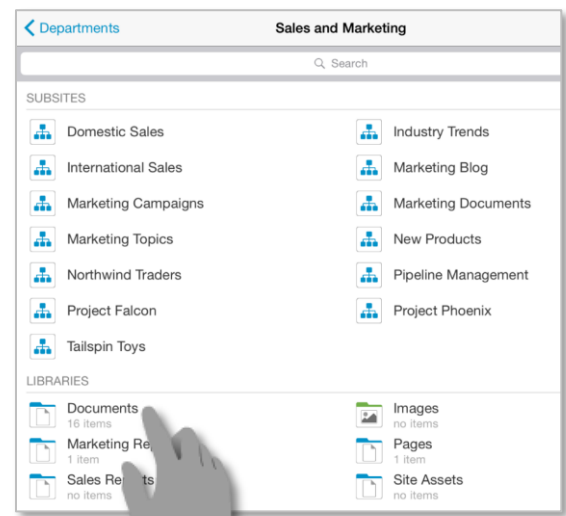 Departments
Sales and Marketing
Search
SUBSITES
Domestic Sales
Industry Trends
International Sales
Marketing Blog
Marketing Campaigns
Marketing Documents
Marketing Topics
New Products
Northwind Traders
Pipeline Management
Project Falcon
Project Phoenix
Tailspin Toys
LIBRARIES
Documents
16 items
Images
no items
Marketing
1 item
Pages
1 item
Sales
no items
Site Assets
no items